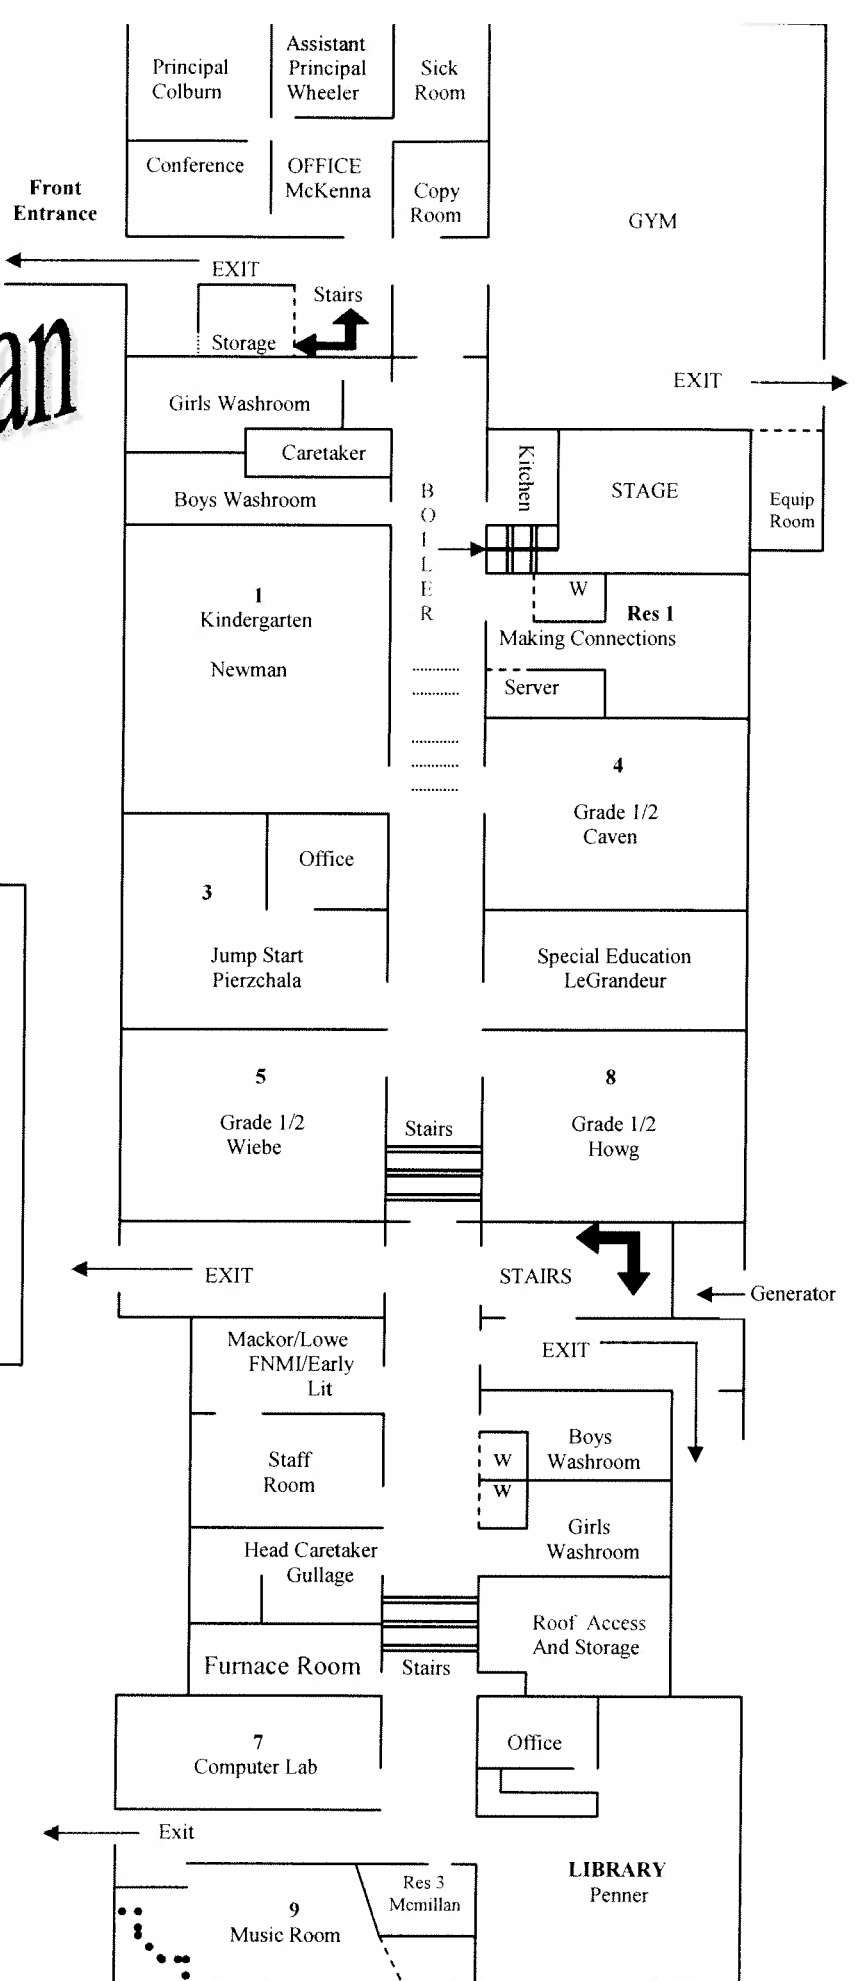 Principal
Colburn
Assistant
Principal
Wheeler
Sick
Room
Conference
OFFICE
McKenna
Copy
Room
Front
Entrance
GYM
EXIT
Stairs
Storage
an
EXIT
Girls Washroom
Caretaker
Boys Washroom
BOILER
Kitchen
STAGE
Equip
Room
1
Kindergarten
Newman
W
Res 1
Making Connections
Server
4
Grade 1/2
Caven
Office
3
Jump Start
Pierzchala
Special Education
LeGrandeur
5
Grade 1/2
Wiebe
Stairs
8
Grade 1/2
Howg
EXIT
STAIRS
Generator
Mackor/Lowe
FNMI/Early
Lit
EXIT
Staff
Room
W
W
Boys
Washroom
Girls
Washroom
Head Caretaker
Gullage
Roof Access
And Storage
Furnace Room
Stairs
7
Computer Lab
Office
Exit
LIBRARY
Penner
Res 3
Mcmillan
9
Music Room